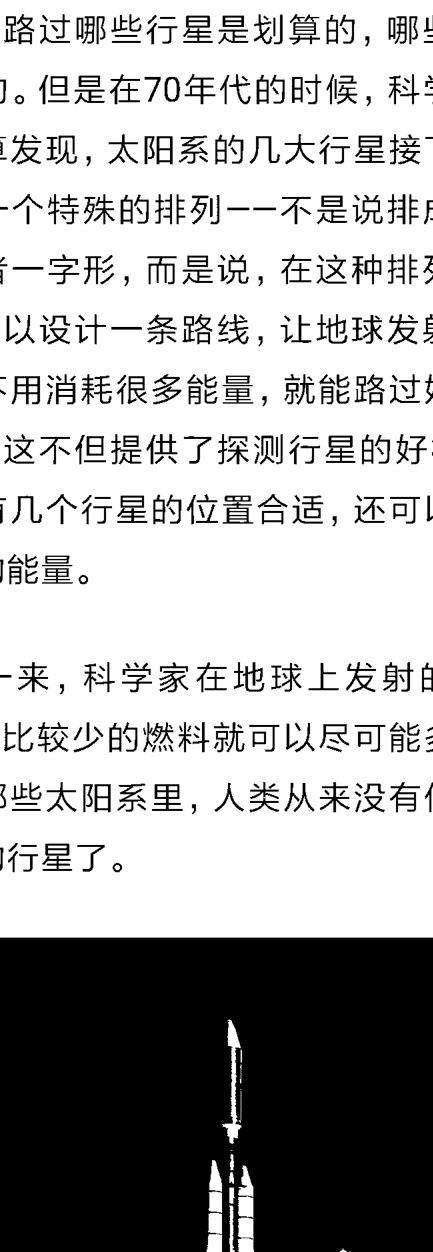 路过哪些行星是划算的，哪
。但是在70年代的时候，科
发现，太阳系的几大行星接
一个特殊的排列——不是说排
一字形，而是说，在这种排
以设计一条路线，让地球发
用消耗很多能量，就能路过
这不但提供了探测行星的好
几个行星的位置合适，还可
能量。
一来，科学家在地球上发射
比较少的燃料就可以尽可能
些太阳系里，人类从来没有
行星了。